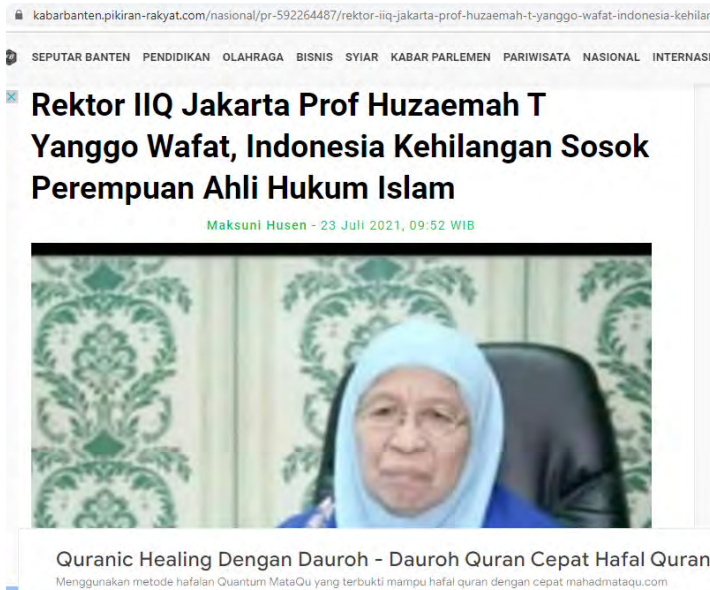 kabarbanten.pikiran-rakyat.com/nasional/pr-592264487/rektor-iiq-jakarta-prof-huzaemah-t-yanggo-wafat-indonesia-kehilan
SEPUTAR BANTEN PENDIDIKAN OLAHRAGA BISNIS SYIAR KABAR PARLEMEN PARIWISATA NASIONAL INTERNASI
Rektor IIQ Jakarta Prof Huzaemah T
Yanggo Wafat, Indonesia Kehilangan Sosok
Perempuan Ahli Hukum Islam
Maksuni Husen - 23 Juli 2021, 09:52 WIB
Quranic Healing Dengan Dauroh - Dauroh Quran Cepat Hafal Quran
Menggunakan metode hafalan Quantum MataQu yang terbukti mampu hafal quran dengan cepat mahadmataqu.com